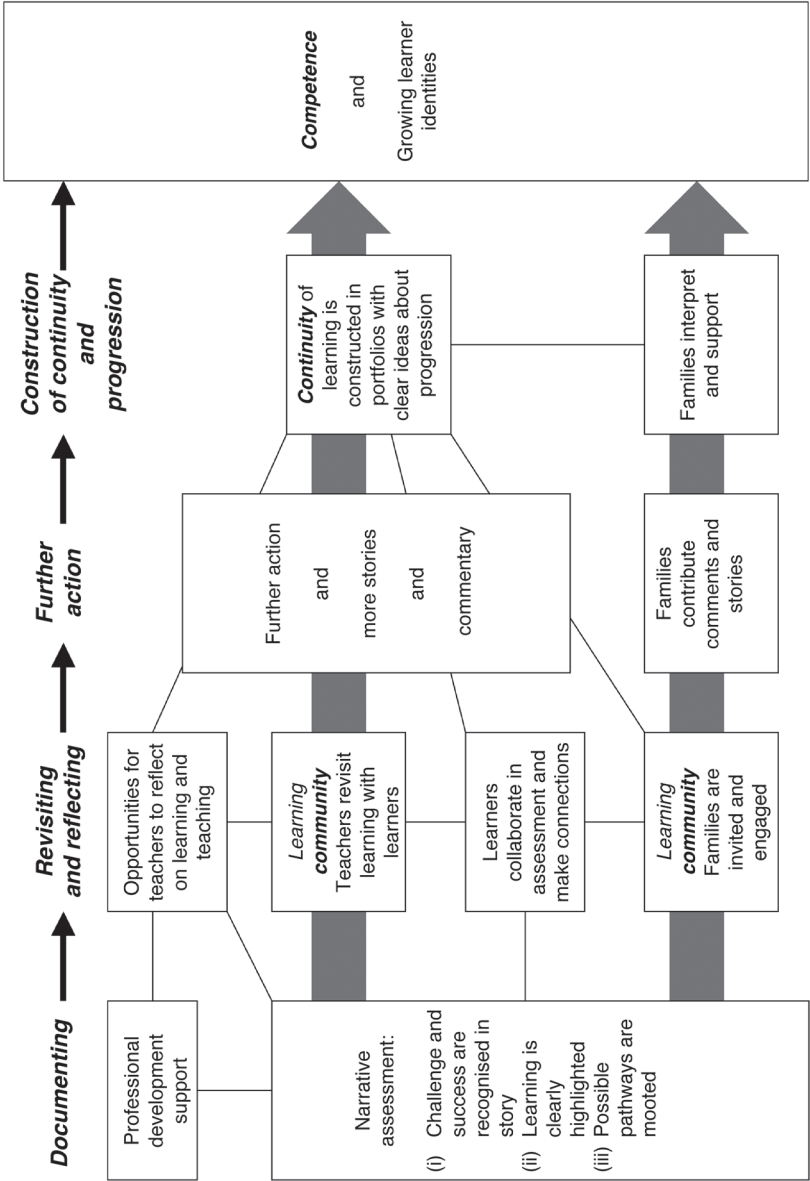 Documenting
Revisiting
and reflecting
Further
action
Construction
of continuity
and
progression
Professional
development
support
Narrative
assessment:
(i) Challenge and
success are
recognised in
story
(ii) Learning is
clearly
highlighted
(iii) Possible
pathways are
mooted
Opportunities for
teachers to reflect
on learning and
teaching
Learning
community
Teachers revisit
learning with
learners
Learners
collaborate in
assessment and
make connections
Learning
community
Families are
invited and
engaged
Further action
and
more stories
and
commentary
Families
contribute
comments and
stories
Continuity of
learning is
constructed in
portfolios with
clear ideas about
progression
Families interpret
and support
Competence
and
Growing learner
identities